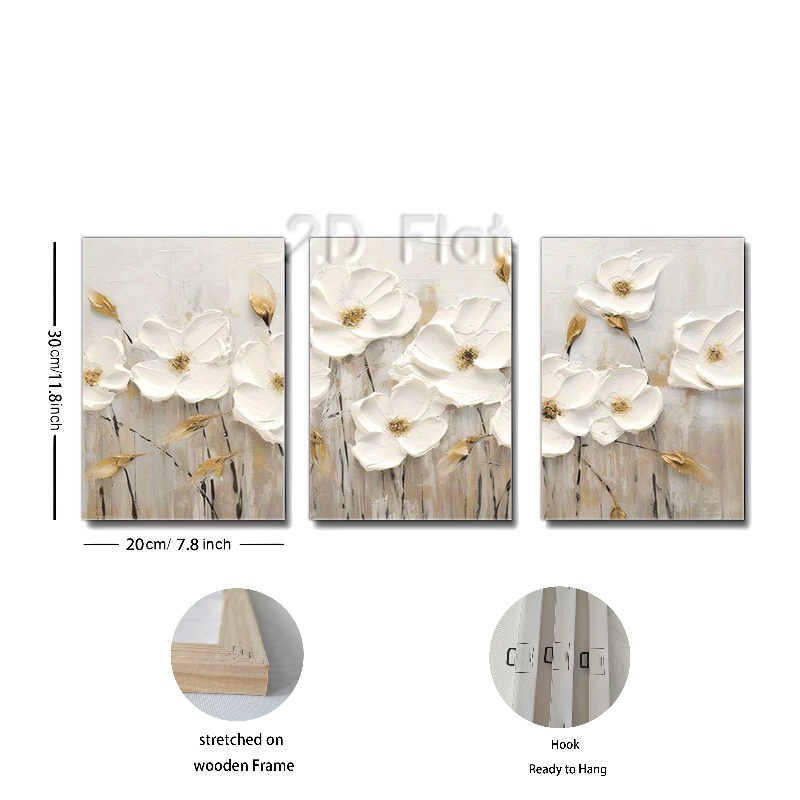 2D Flat
30cm/11.8inch
20cm/ 7.8 inch
stretched on
wooden Frame
Hook
Ready to Hang